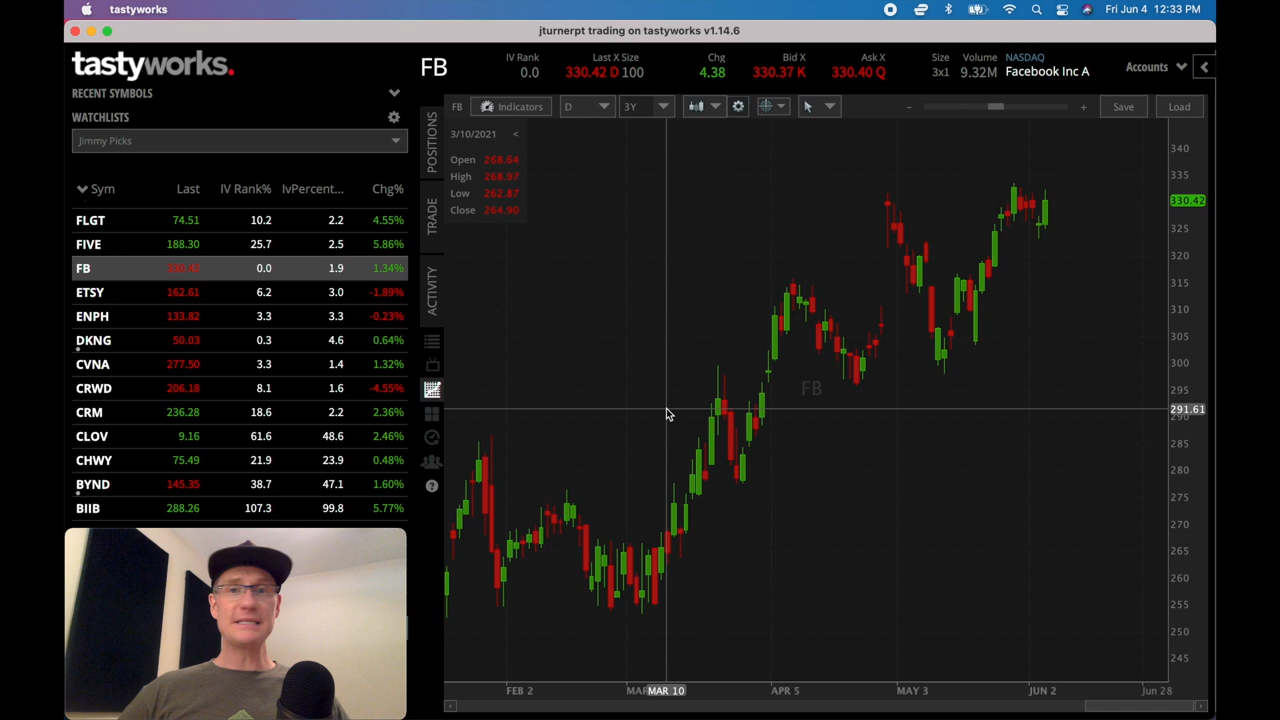 tastyworks
Fri Jun 4 12:33 PM
jturnerpt trading on tastyworks v1.14.6
tastyworks.
RECENT SYMBOLS
WATCHLISTS
Jimmy Picks
Sym Last IV Rank% IvPercent... Chg%
FLGT 74.51 10.2 2.2 4.55%
FIVE 188.30 25.7 2.5 5.86%
FB 330.42 0.0 1.9 1.34%
ETSY 162.61 6.2 3.0 -1.89%
ENPH 133.82 3.3 3.3 -0.23%
DKNG 50.03 0.3 4.6 0.64%
CVNA 277.50 3.3 1.4 1.32%
CRWD 206.18 8.1 1.6 -4.55%
CRM 236.28 18.6 2.2 2.36%
CLOV 9.16 61.6 48.6 2.46%
CHWY 75.49 21.9 23.9 0.48%
BYND 145.35 38.7 47.1 1.60%
BIIB 288.26 107.3 99.8 5.77%
FB
IV Rank Last X Size Chg Bid X Ask X Size Volume NASDAQ
0.0 330.42 D 100 4.38 330.37 K 330.40 Q 3x1 9.32M Facebook Inc A
Accounts
POSITIONS
TRADE
ACTIVITY
FB Indicators D 3Y - + Save Load
3/10/2021 <
Open 268.64
High 268.97
Low 262.87
Close 264.90
FB
340
335
330.42
325
320
315
310
305
300
295
291.61
290
285
280
275
270
265
260
255
250
245
FEB 2 MAR MAR 10 APR 5 MAY 3 JUN 2 Jun 28